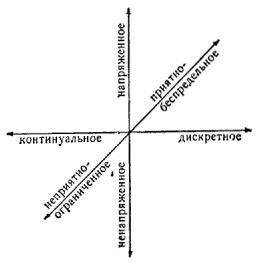 напряженное
приятно-
беспредельное
континуальное
дискретное
неприятно-
ограниченное
ненапряженное